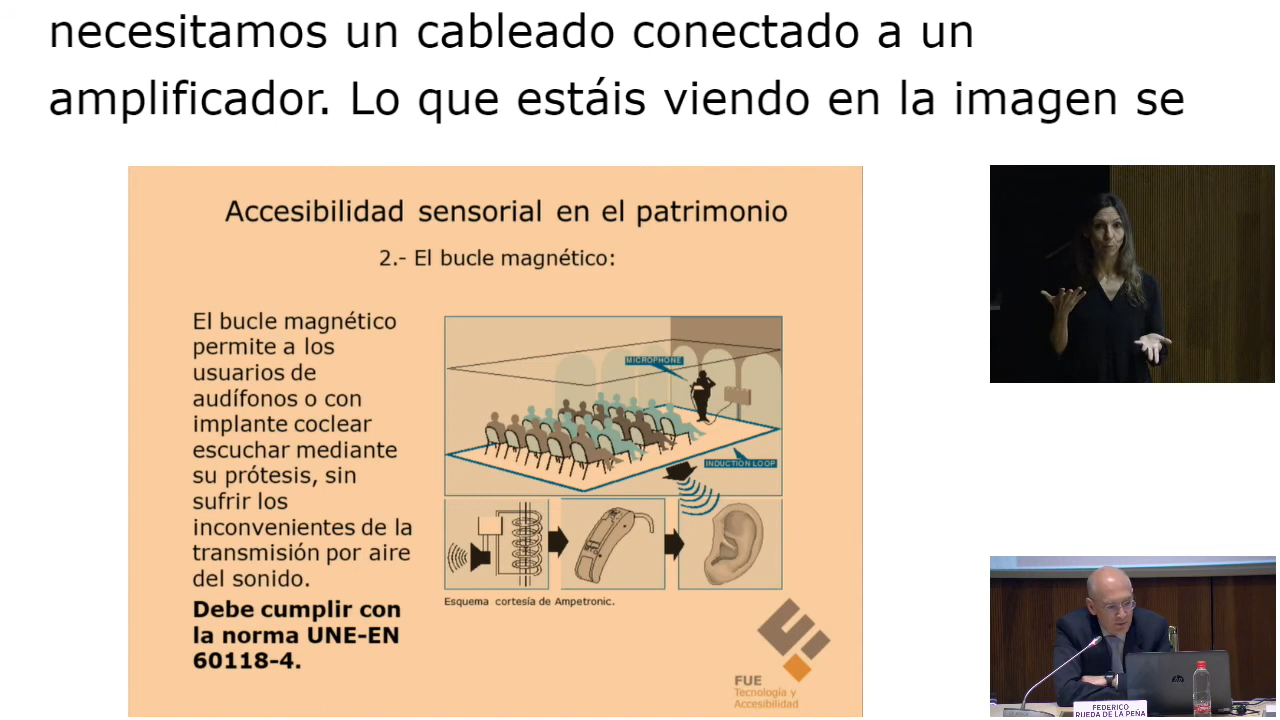 necesitamos un cableado conectado a un
amplificador. Lo que estáis viendo en la imagen se
Accesibilidad sensorial en el patrimonio
2.- El bucle magnético:
El bucle magnético
permite a los
usuarios de
audífonos o con
implante coclear
escuchar mediante
su prótesis, sin
sufrir los
inconvenientes de la
transmisión por aire
del sonido.
Debe cumplir con
la norma UNE-EN
60118-4.
MICROPHONE
INDUCTION LOOP
Esquema cortesía de Ampetronic.
FUE
Tecnología y
Accesibilidad
FEDERICO
RUEDA DE LA PEÑA